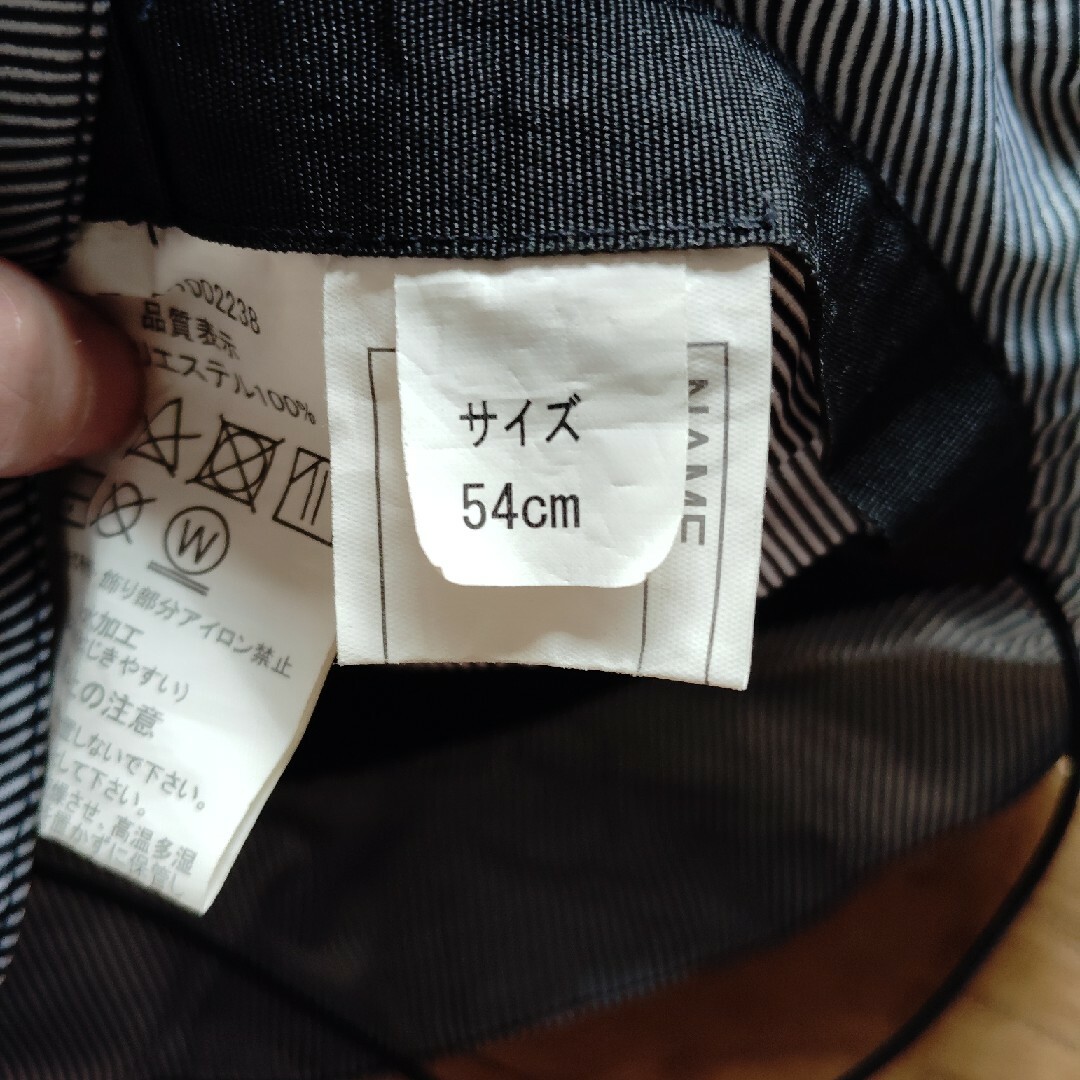 002238
品質表示
エステル100%
W
飾り部分アイロン禁止
加工
じきやすい)
の注意
しないで下さい。
して下さい。
させ、高温多湿
かずに保管し
サイズ
54cm
NAME